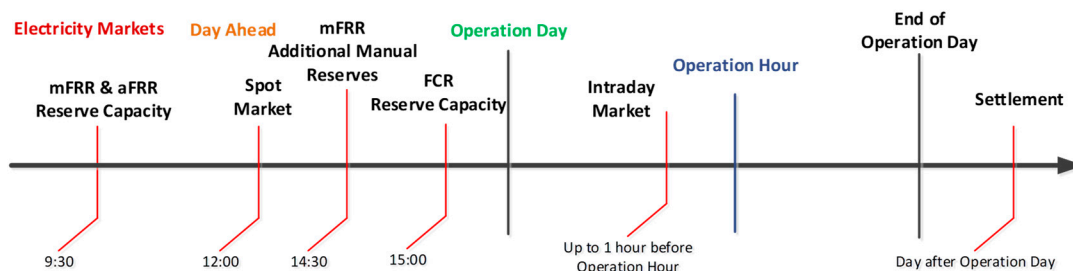 Electricity Markets
mFRR & aFRR
Reserve Capacity
9:30
Day Ahead
Spot
Market
12:00
mFRR
Additional Manual
Reserves
14:30
FCR
Reserve Capacity
15:00
Operation Day
Intraday
Market
Up to 1 hour before
Operation Hour
Operation Hour
End of
Operation Day
Settlement
Day after Operation Day